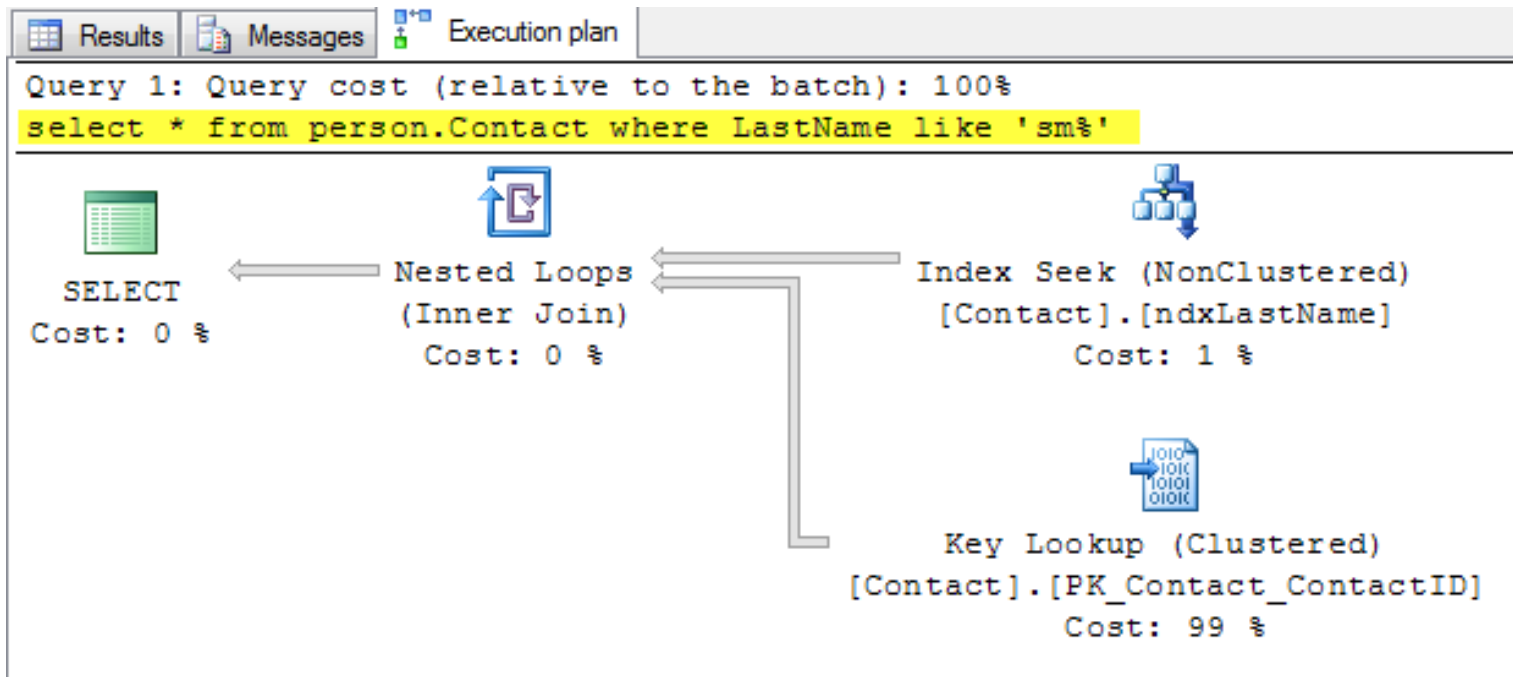 Results Messages Execution plan
Query 1: Query cost (relative to the batch): 100%
select * from person.Contact where LastName like 'sm%'
SELECT
Cost: 0 %
Nested Loops
(Inner Join)
Cost: 0 %
Index Seek (NonClustered)
[Contact].[ndxLastName]
Cost: 1 %
Key Lookup (Clustered)
[Contact].[PK_Contact_ContactID]
Cost: 99 %